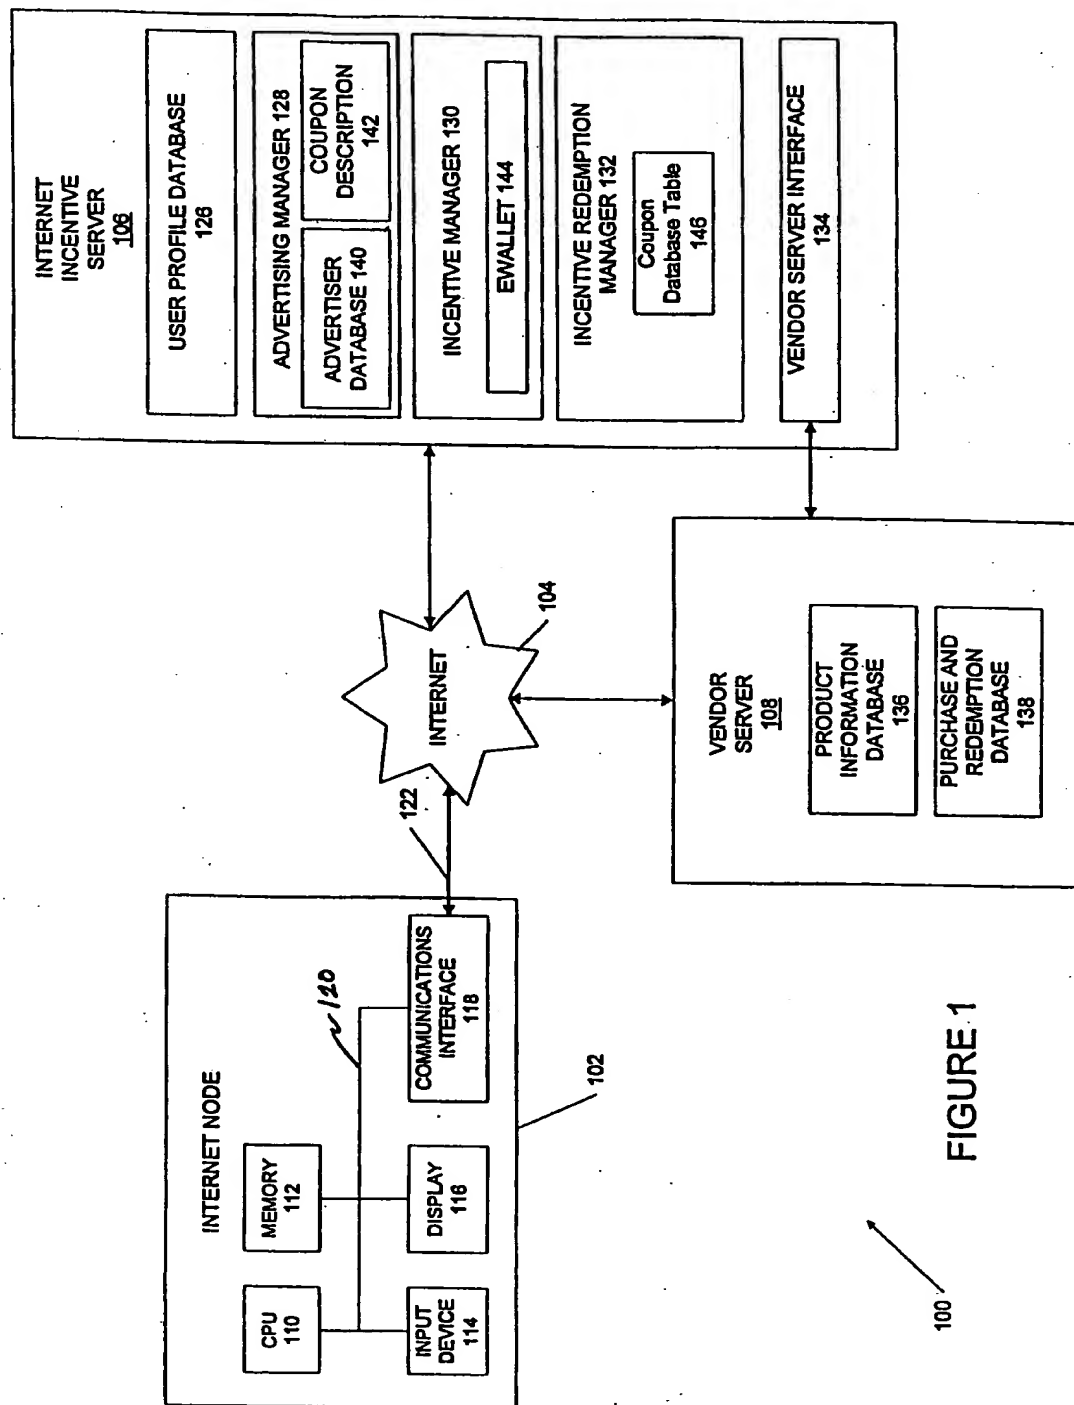 INTERNET NODE
CPU
110
MEMORY
112
INPUT
DEVICE
114
DISPLAY
116
COMMUNICATIONS
INTERFACE
118
120
102
122
INTERNET
104
INTERNET
INCENTIVE
SERVER
106
USER PROFILE DATABASE
126
ADVERTISING MANAGER 128
ADVERTISER
DATABASE 140
COUPON
DESCRIPTION
142
INCENTIVE MANAGER 130
EWALLET 144
INCENTIVE REDEMPTION
MANAGER 132
Coupon
Database Table
146
VENDOR SERVER INTERFACE
134
VENDOR
SERVER
108
PRODUCT
INFORMATION
DATABASE
136
PURCHASE AND
REDEMPTION
DATABASE
138
100
FIGURE 1